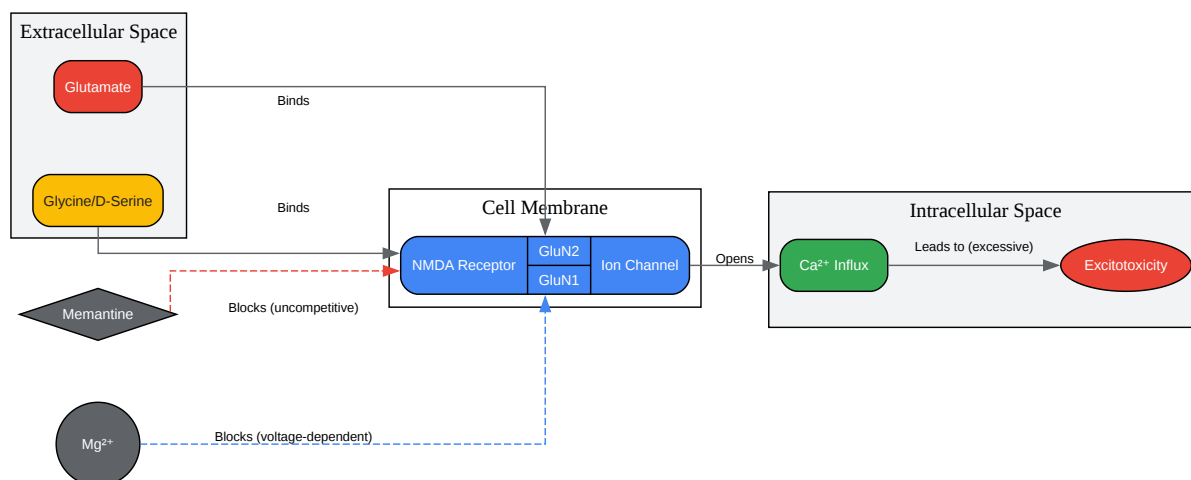 Extracellular Space
Glutamate
Binds
Glycine/D-Serine
Binds
Cell Membrane
NMDA Receptor
GluN2
GluN1
Ion Channel
Opens
Intracellular Space
Ca²⁺ Influx
Leads to (excessive)
Excitotoxicity
Memantine
Blocks (uncompetitive)
Mg²⁺
Blocks (voltage-dependent)